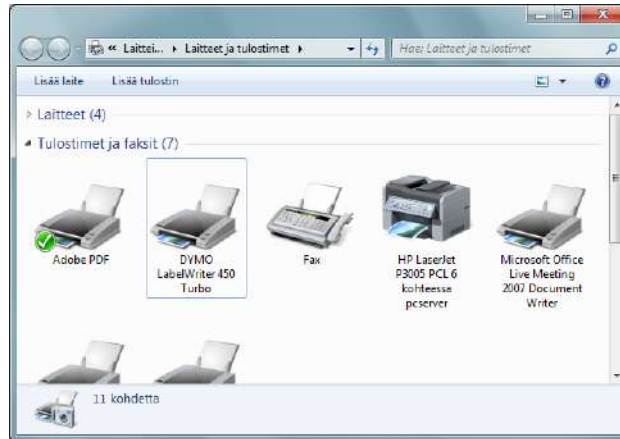 « Laittei... ▸ Laitteet ja tulostimet ▸
Hae: Laitteet ja tulostimet
Lisää laite Lisää tulostin
Laitteet (4)
Tulostimet ja faksit (7)
Adobe PDF
DYMO
LabelWriter 450
Turbo
Fax
HP LaserJet
P3005 PCL 6
kohteessa
pcserver
Microsoft Office
Live Meeting
2007 Document
Writer
11 kohdetta